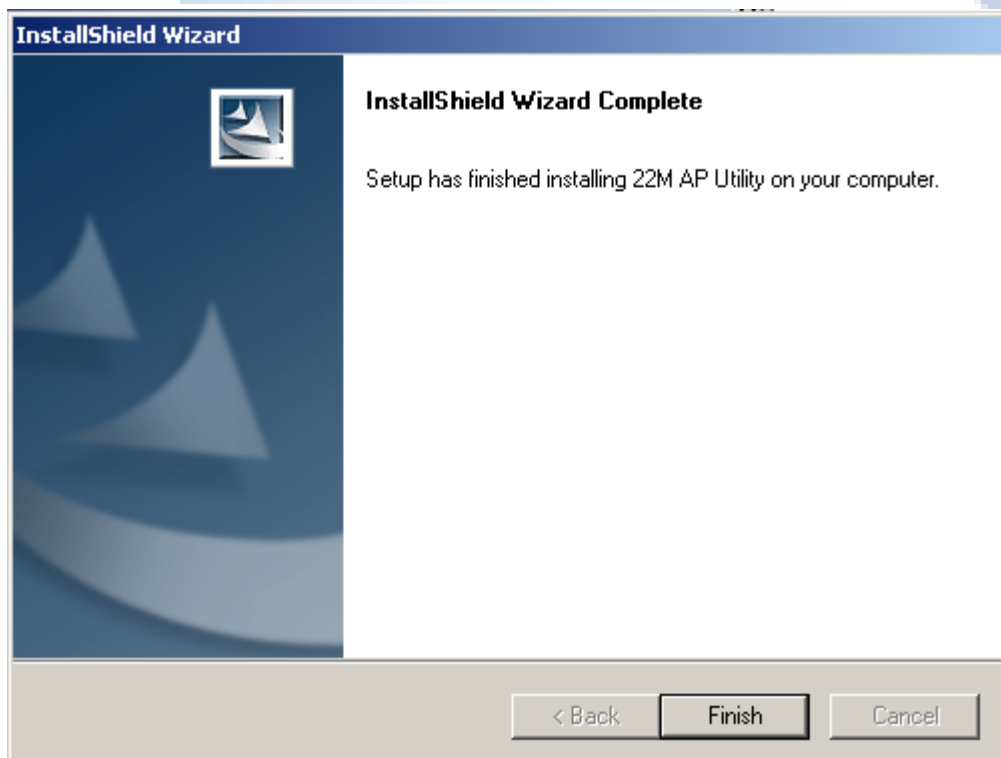 InstallShield Wizard
InstallShield Wizard Complete
Setup has finished installing 22M AP Utility on your computer.
< Back
Finish
Cancel